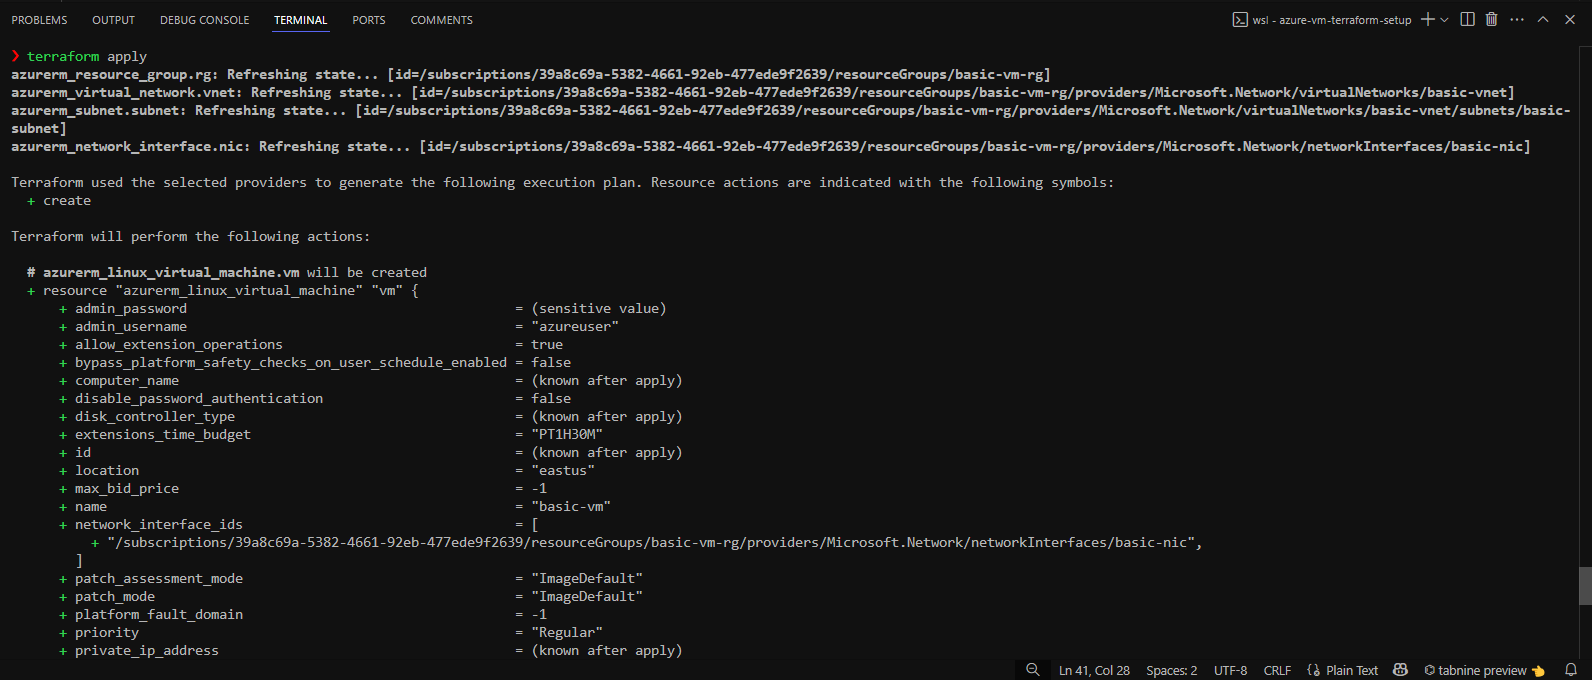 PROBLEMS OUTPUT DEBUG CONSOLE TERMINAL PORTS COMMENTS wsl - azure-vm-terraform-setup
❯ terraform apply
azurerm_resource_group.rg: Refreshing state... [id=/subscriptions/39a8c69a-5382-4661-92eb-477ede9f2639/resourceGroups/basic-vm-rg]
azurerm_virtual_network.vnet: Refreshing state... [id=/subscriptions/39a8c69a-5382-4661-92eb-477ede9f2639/resourceGroups/basic-vm-rg/providers/Microsoft.Network/virtualNetworks/basic-vnet]
azurerm_subnet.subnet: Refreshing state... [id=/subscriptions/39a8c69a-5382-4661-92eb-477ede9f2639/resourceGroups/basic-vm-rg/providers/Microsoft.Network/virtualNetworks/basic-vnet/subnets/basic-
subnet]
azurerm_network_interface.nic: Refreshing state... [id=/subscriptions/39a8c69a-5382-4661-92eb-477ede9f2639/resourceGroups/basic-vm-rg/providers/Microsoft.Network/networkInterfaces/basic-nic]
Terraform used the selected providers to generate the following execution plan. Resource actions are indicated with the following symbols:
+ create
Terraform will perform the following actions:
# azurerm_linux_virtual_machine.vm will be created
+ resource "azurerm_linux_virtual_machine" "vm" {
+ admin_password = (sensitive value)
+ admin_username = "azureuser"
+ allow_extension_operations = true
+ bypass_platform_safety_checks_on_user_schedule_enabled = false
+ computer_name = (known after apply)
+ disable_password_authentication = false
+ disk_controller_type = (known after apply)
+ extensions_time_budget = "PT1H30M"
+ id = (known after apply)
+ location = "eastus"
+ max_bid_price = -1
+ name = "basic-vm"
+ network_interface_ids = [
+ "/subscriptions/39a8c69a-5382-4661-92eb-477ede9f2639/resourceGroups/basic-vm-rg/providers/Microsoft.Network/networkInterfaces/basic-nic",
]
+ patch_assessment_mode = "ImageDefault"
+ patch_mode = "ImageDefault"
+ platform_fault_domain = -1
+ priority = "Regular"
+ private_ip_address = (known after apply)
Ln 41, Col 28 Spaces: 2 UTF-8 CRLF {} Plain Text tabnine preview 👈